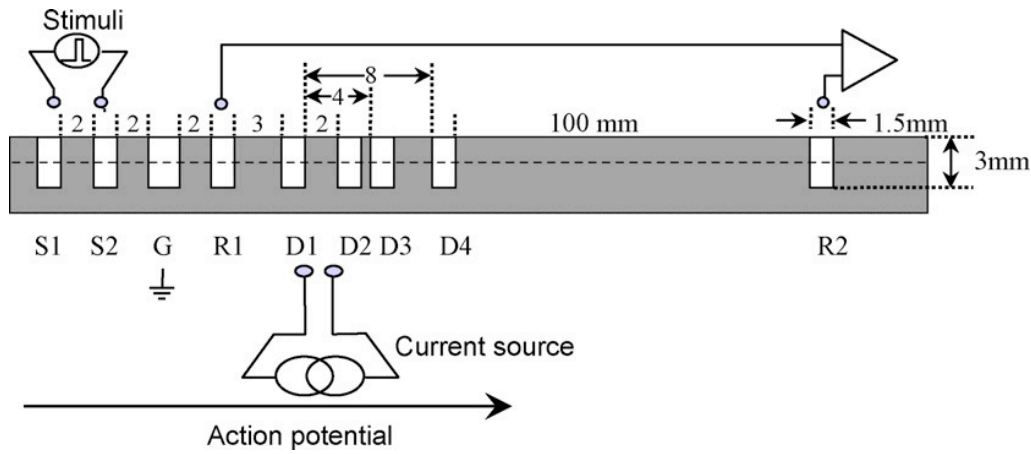 Stimuli
8
4
2 2 2 3 2 100 mm 1.5mm
3mm
S1 S2 G R1 D1 D2 D3 D4 R2
Current source
Action potential